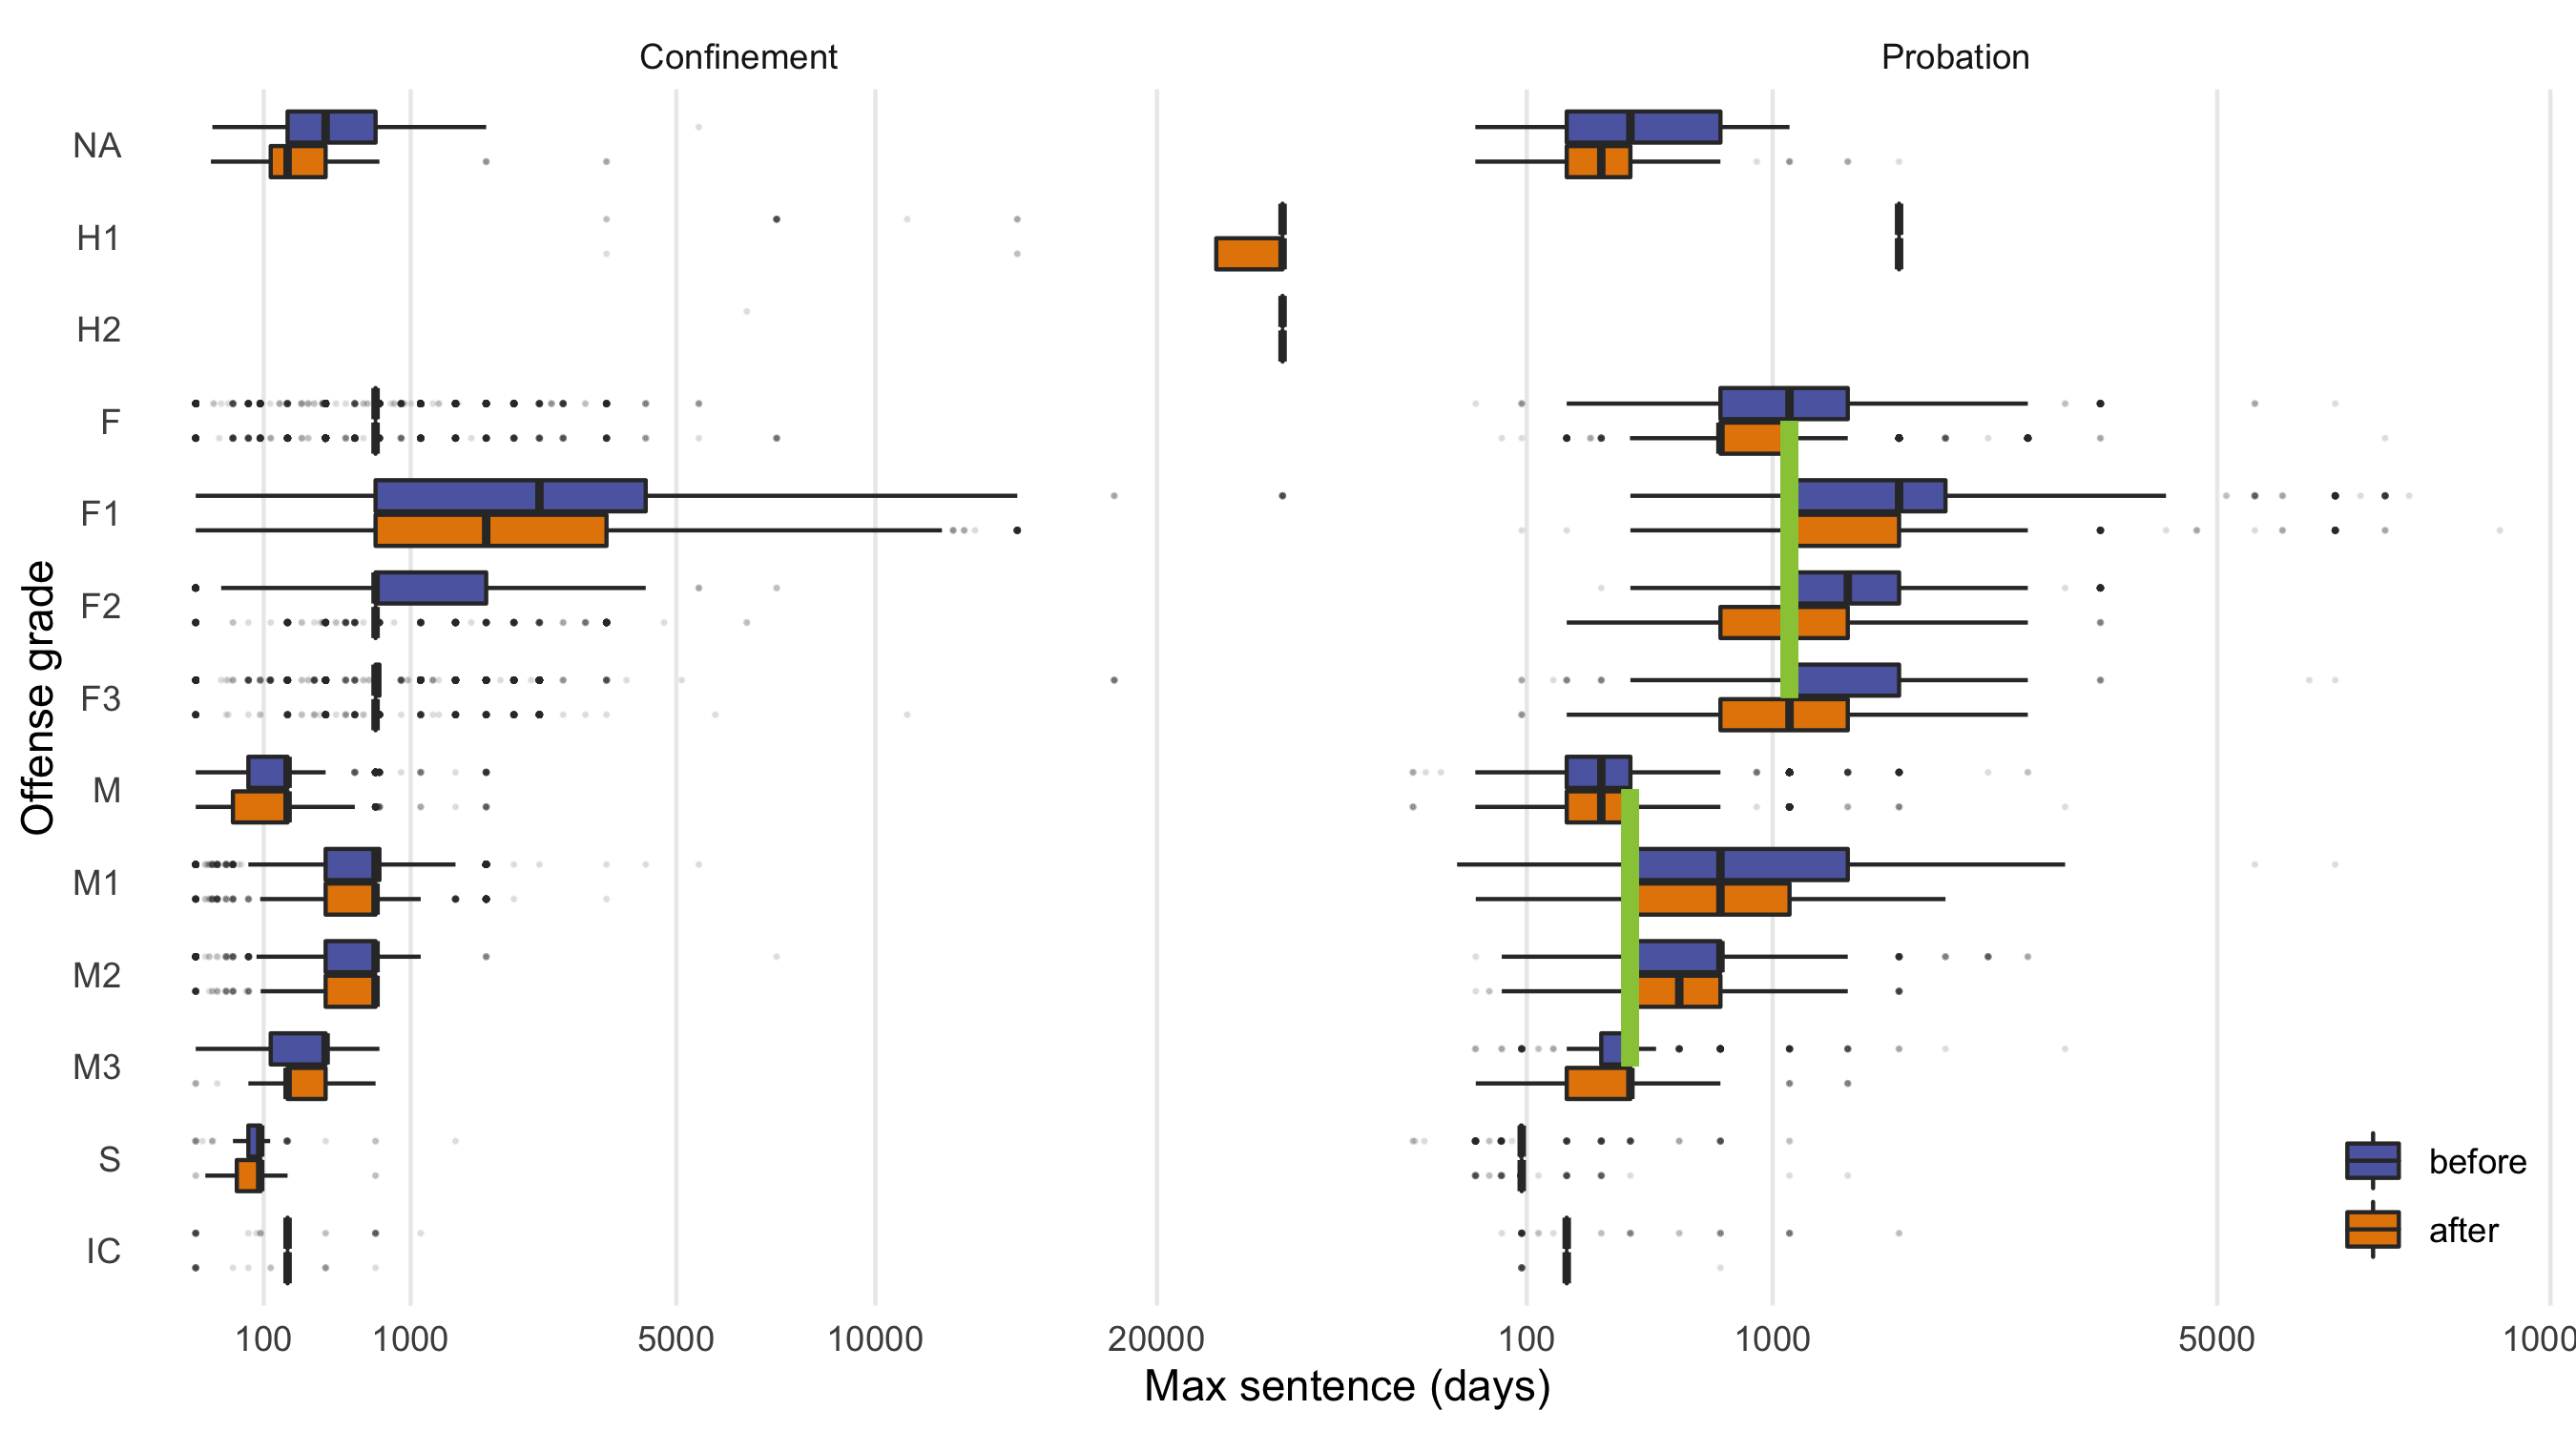 Confinement
Probation
NA
H1
H2
F
F1
F2
F3
M
M1
M2
M3
S
IC
Offense grade
before
after
100 1000 5000 10000 20000 100 1000 5000 1000
Max sentence (days)